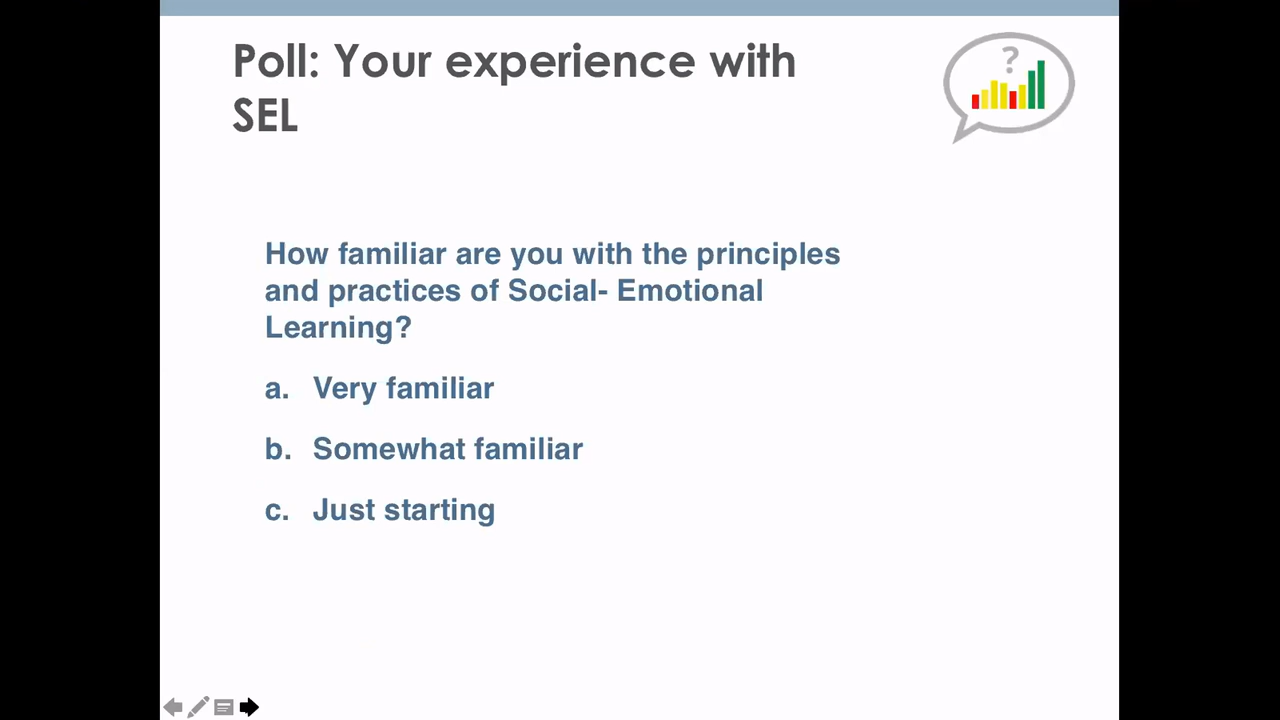 Poll: Your experience with
SEL
?
How familiar are you with the principles
and practices of Social- Emotional
Learning?
a. Very familiar
b. Somewhat familiar
c. Just starting